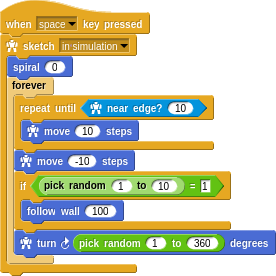 when space key pressed
sketch in simulation
spiral 0
forever
repeat until near edge? 10
move 10 steps
move -10 steps
if pick random 1 to 10 = 1
follow wall 100
turn pick random 1 to 360 degrees